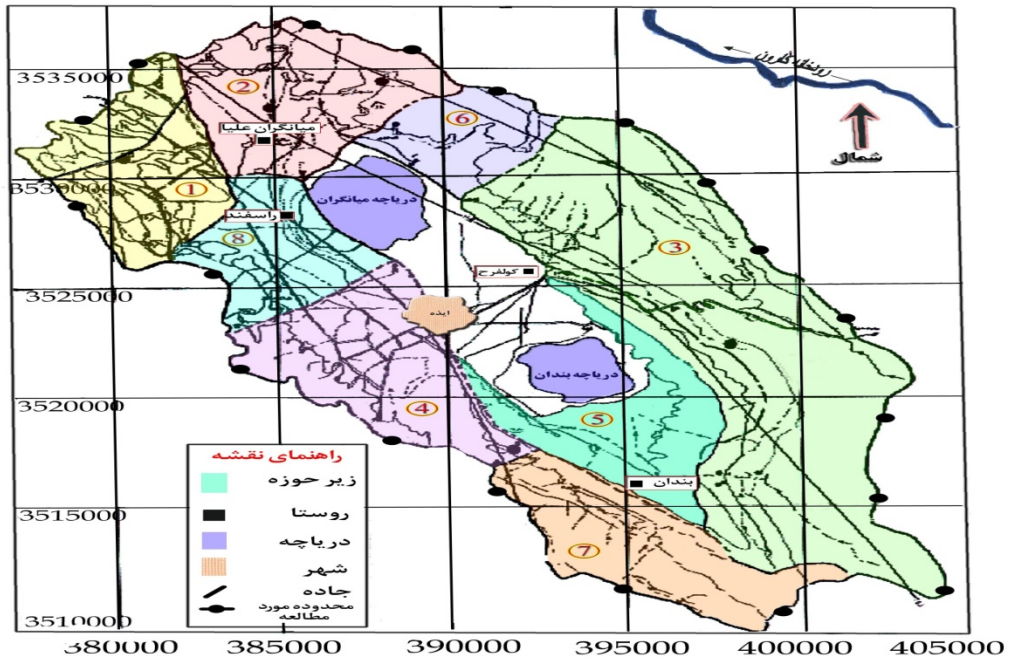 رودخانه کارون
شمال
3535000
3530000
3525000
3520000
3515000
3510000
380000
385000
390000
395000
400000
405000
2
میانگران علیا
6
1
دریاچه میانگران
راسفند
8
3
کولفرح
ایذه
دریاچه بندان
4
5
بندان
7
راهنمای نقشه
زیر حوزه
روستا
دریاچه
شهر
جاده
محدوده مورد
مطالعه